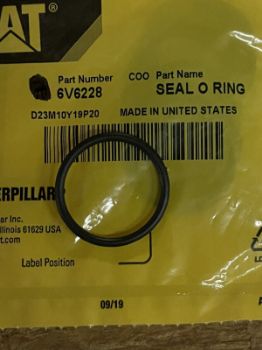 AT
Part Number COO Part Name
6V6228 SEAL O RING
D23M10Y19P20 MADE IN UNITED STATES
ERPILLAR
er Inc.
llinois 61629 USA
t.com
Label Position
09/19